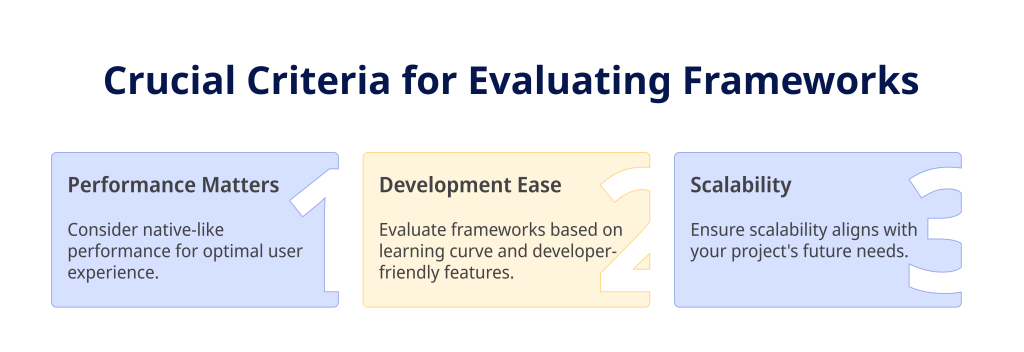 Crucial Criteria for Evaluating Frameworks
1
Performance Matters
Consider native-like
performance for optimal user
experience.
2
Development Ease
Evaluate frameworks based on
learning curve and developer-
friendly features.
3
Scalability
Ensure scalability aligns with
your project's future needs.